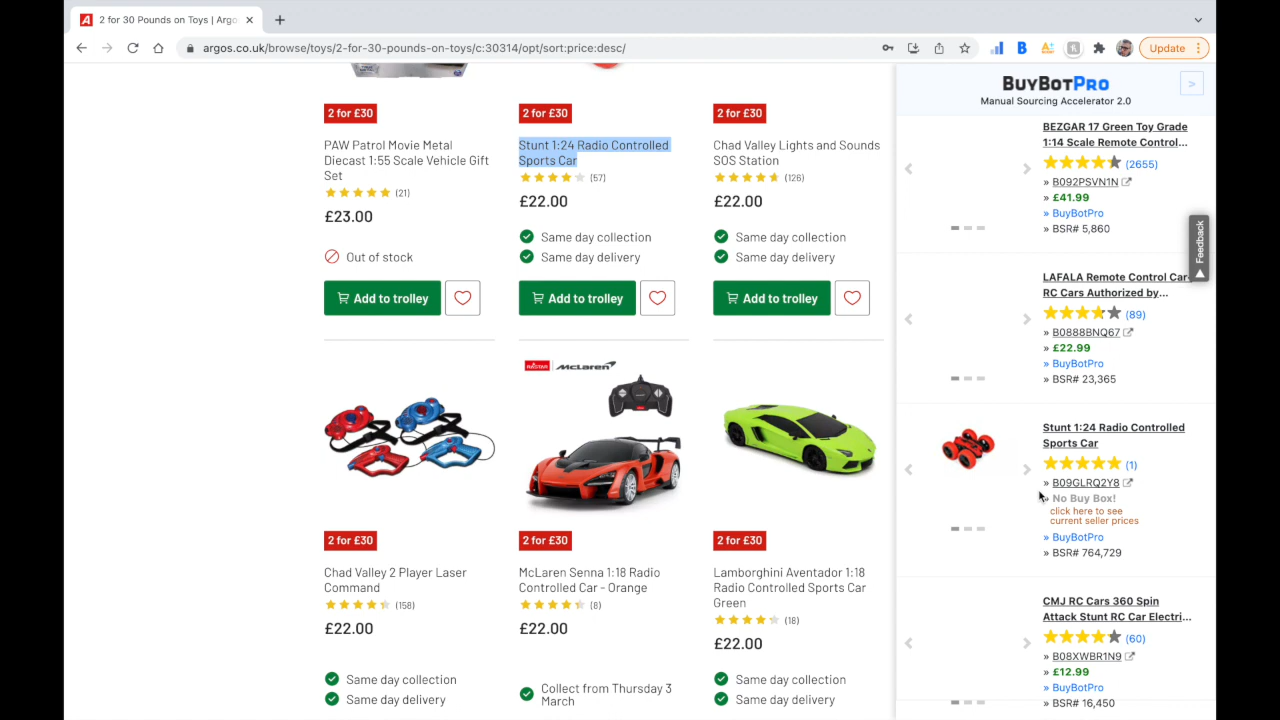 2 for 30 Pounds on Toys | Argo
argos.co.uk/browse/toys/2-for-30-pounds-on-toys/c:30314/opt/sort:price:desc/
Update
2 for £30
PAW Patrol Movie Metal
Diecast 1:55 Scale Vehicle Gift
Set
(21)
£23.00
Out of stock
Add to trolley
2 for £30
Stunt 1:24 Radio Controlled
Sports Car
(57)
£22.00
Same day collection
Same day delivery
Add to trolley
2 for £30
Chad Valley Lights and Sounds
SOS Station
(126)
£22.00
Same day collection
Same day delivery
Add to trolley
2 for £30
Chad Valley 2 Player Laser
Command
(158)
£22.00
Same day collection
Same day delivery
RASTAR
McLaren
2 for £30
McLaren Senna 1:18 Radio
Controlled Car - Orange
(8)
£22.00
Collect from Thursday 3
March
2 for £30
Lamborghini Aventador 1:18
Radio Controlled Sports Car
Green
(18)
£22.00
Same day collection
Same day delivery
BUYBOTPRO
Manual Sourcing Accelerator 2.0
>
BEZGAR 17 Green Toy Grade
1:14 Scale Remote Control...
(2655)
» B092PSVN1N
» £41.99
» BuyBotPro
» BSR# 5,860
Feedback
LAFALA Remote Control Car
RC Cars Authorized by...
(89)
» B0888BNQ67
» £22.99
» BuyBotPro
» BSR# 23,365
Stunt 1:24 Radio Controlled
Sports Car
(1)
» B09GLRQ2Y8
» No Buy Box!
click here to see
current seller prices
» BuyBotPro
» BSR# 764,729
CMJ RC Cars 360 Spin
Attack Stunt RC Car Electri...
(60)
» B08XWBR1N9
» £12.99
» BuyBotPro
» BSR# 16,450